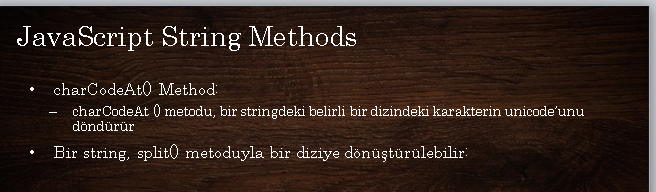 JavaScript String Methods
• charCodeAt() Method:
– charCodeAt () metodu, bir stringdeki belirli bir dizindeki karakterin unicode'unu
döndürür
• Bir string, split() metoduyla bir diziye dönüştürülebilir: